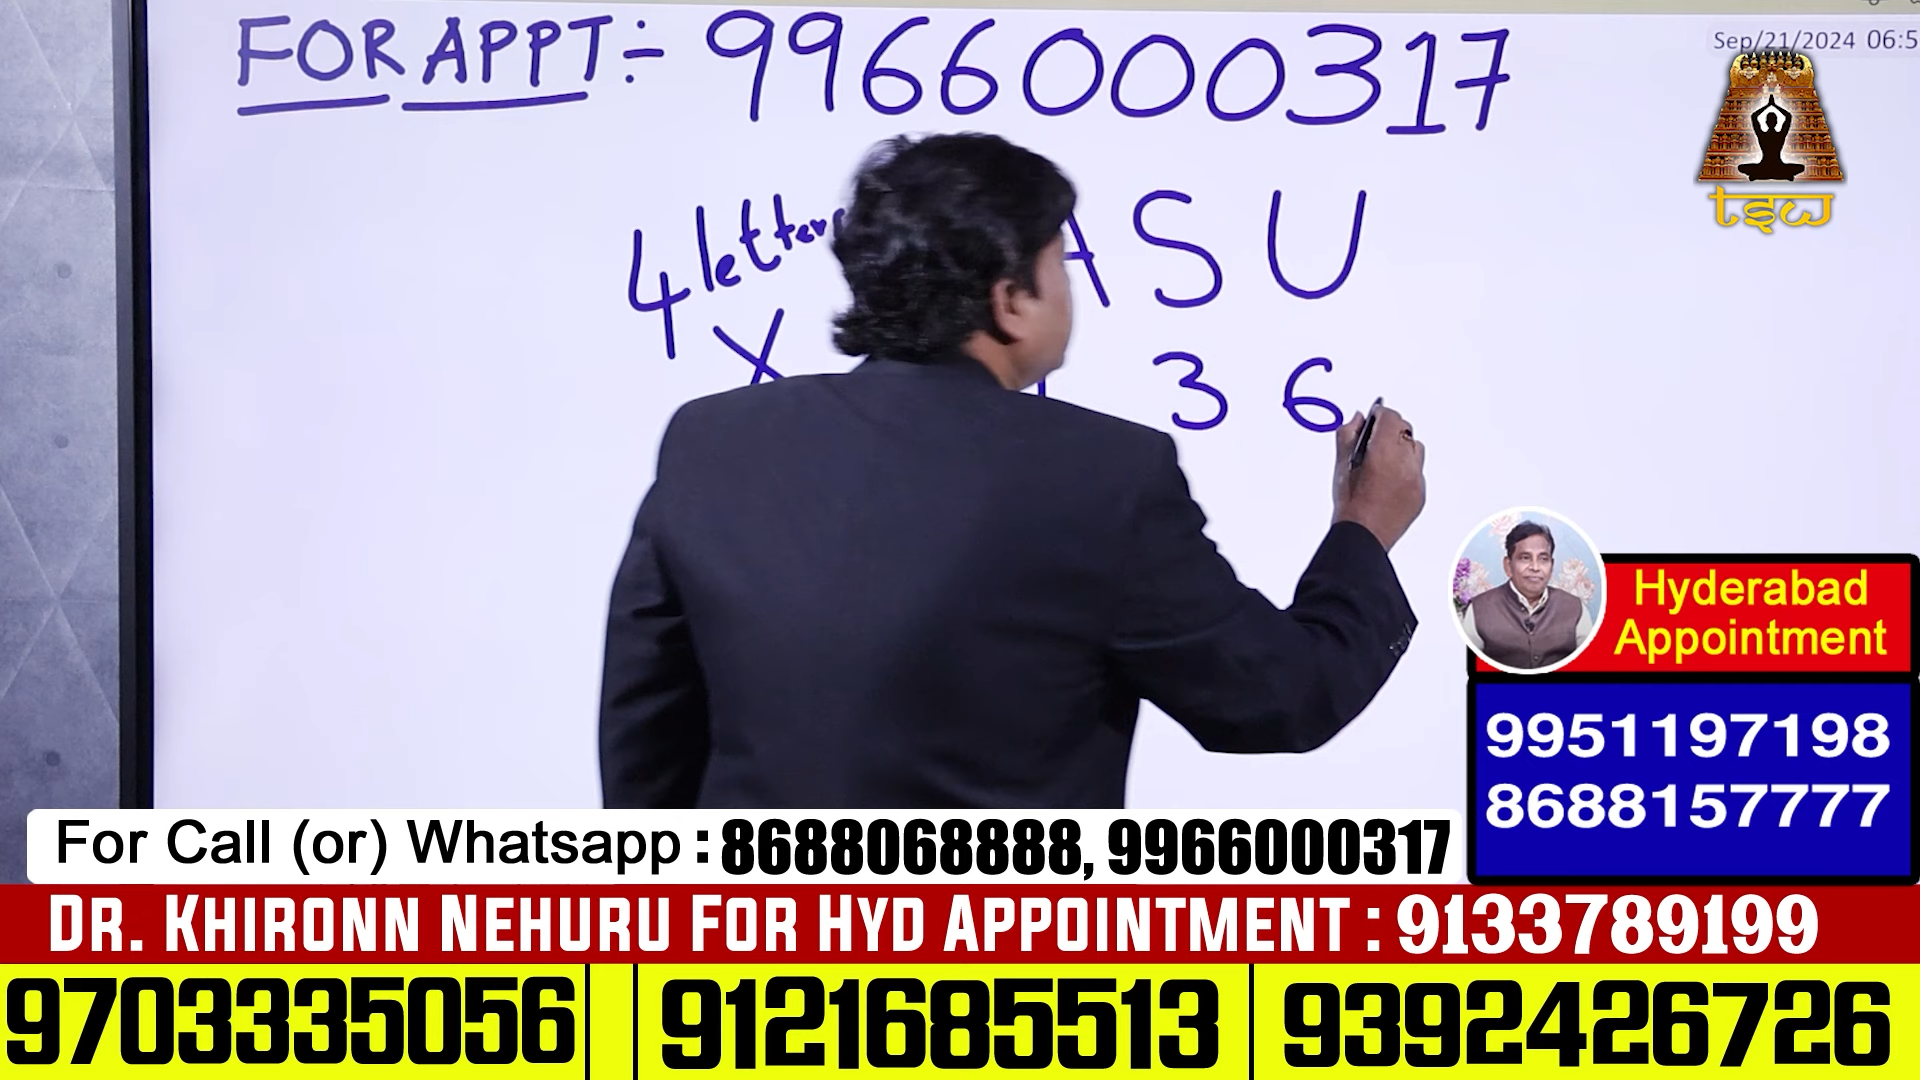 FOR APPT:- 9966000317
Sep/21/2024 06:5
TSW
4 letters ASU
X 3 6
Hyderabad
Appointment
9951197198
8688157777
For Call (or) Whatsapp : 8688068888, 9966000317
DR. KHIRONN NEHURU FOR HYD APPOINTMENT : 9133789199
9703335056 9121685513 9392426726